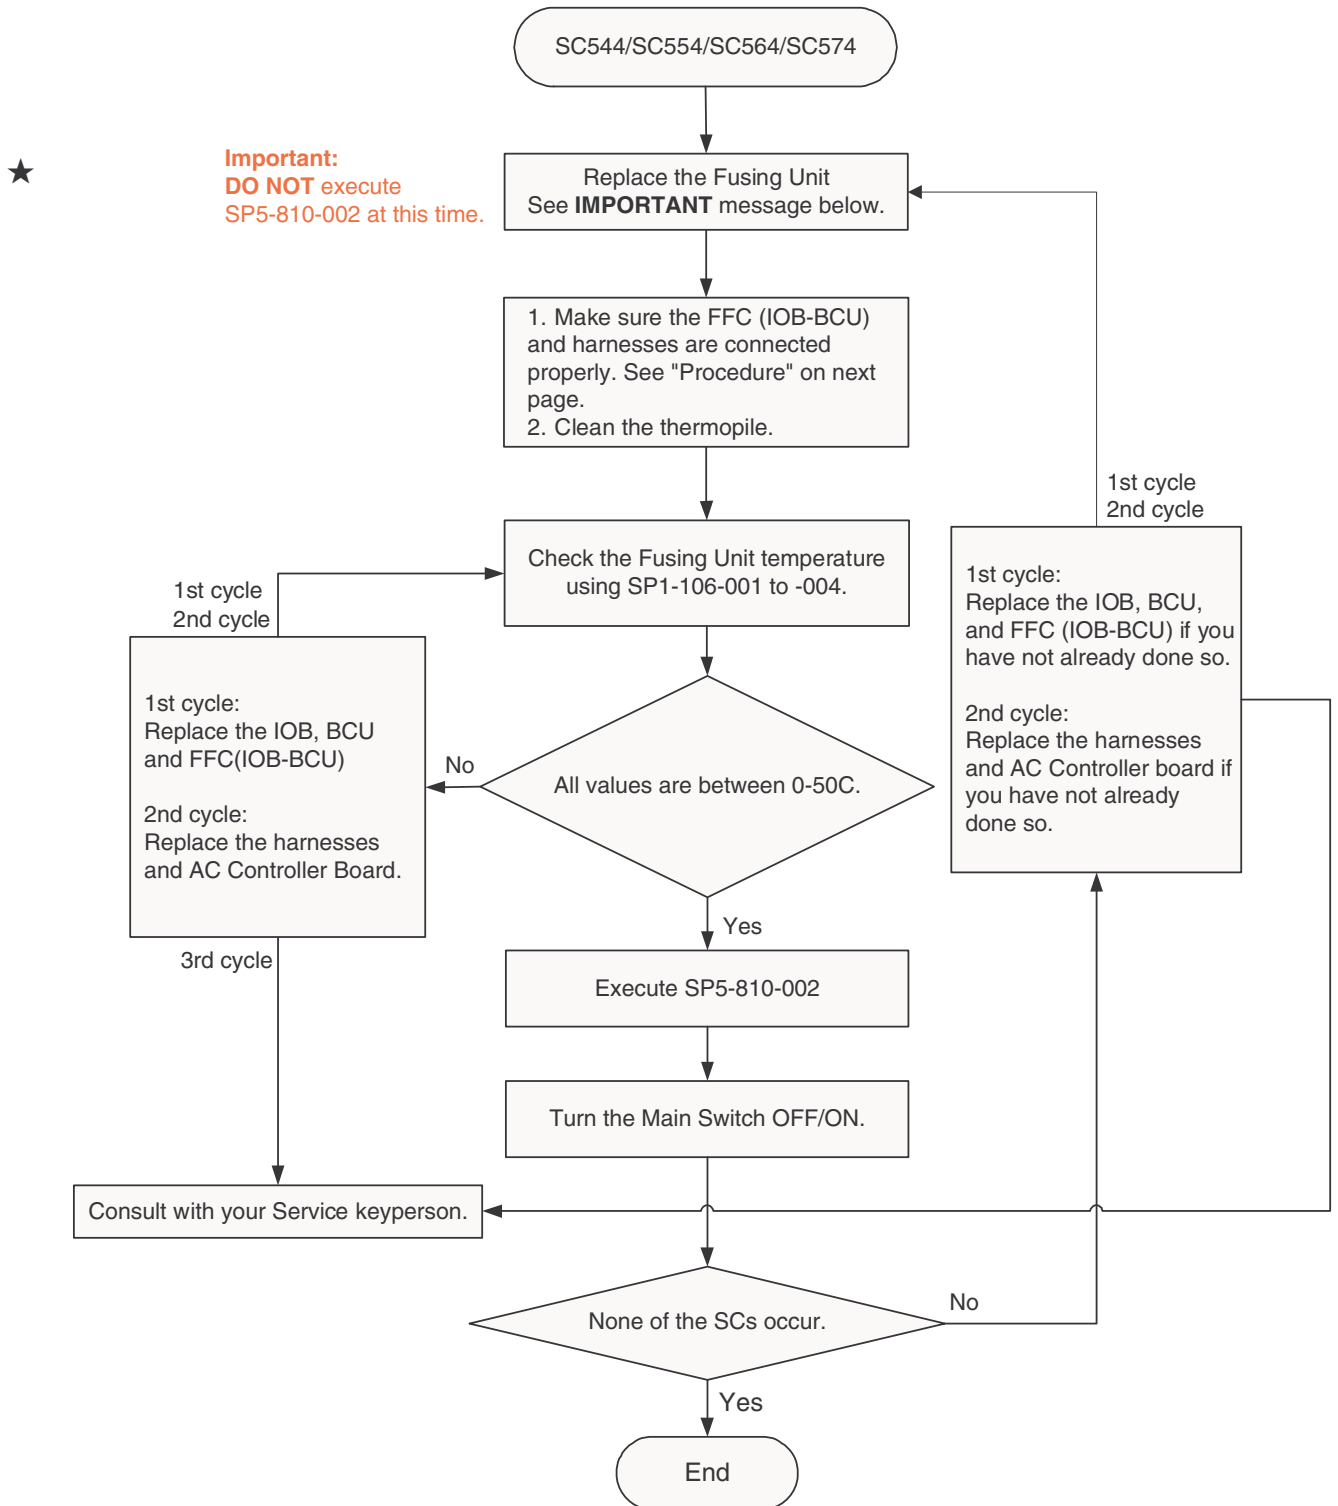 SC544/SC554/SC564/SC574
★
Important:
DO NOT execute
SP5-810-002 at this time.
Replace the Fusing Unit
See IMPORTANT message below.
1. Make sure the FFC (IOB-BCU)
and harnesses are connected
properly. See "Procedure" on next
page.
2. Clean the thermopile.
Check the Fusing Unit temperature
using SP1-106-001 to -004.
1st cycle
2nd cycle
1st cycle:
Replace the IOB, BCU
and FFC(IOB-BCU)
2nd cycle:
Replace the harnesses
and AC Controller Board.
3rd cycle
No
All values are between 0-50C.
Yes
1st cycle
2nd cycle
1st cycle:
Replace the IOB, BCU,
and FFC (IOB-BCU) if you
have not already done so.
2nd cycle:
Replace the harnesses
and AC Controller board if
you have not already
done so.
Execute SP5-810-002
Turn the Main Switch OFF/ON.
Consult with your Service keyperson.
None of the SCs occur.
No
Yes
End